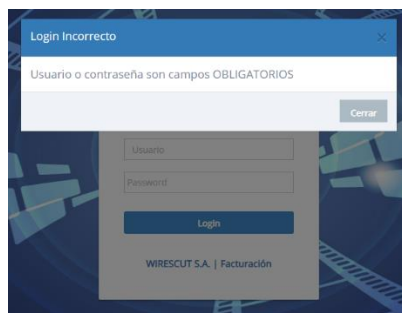 Login Incorrecto ×
Usuario o contraseña son campos OBLIGATORIOS
Cerrar
Usuario
Password
Login
WIRESCUT S.A. | Facturación